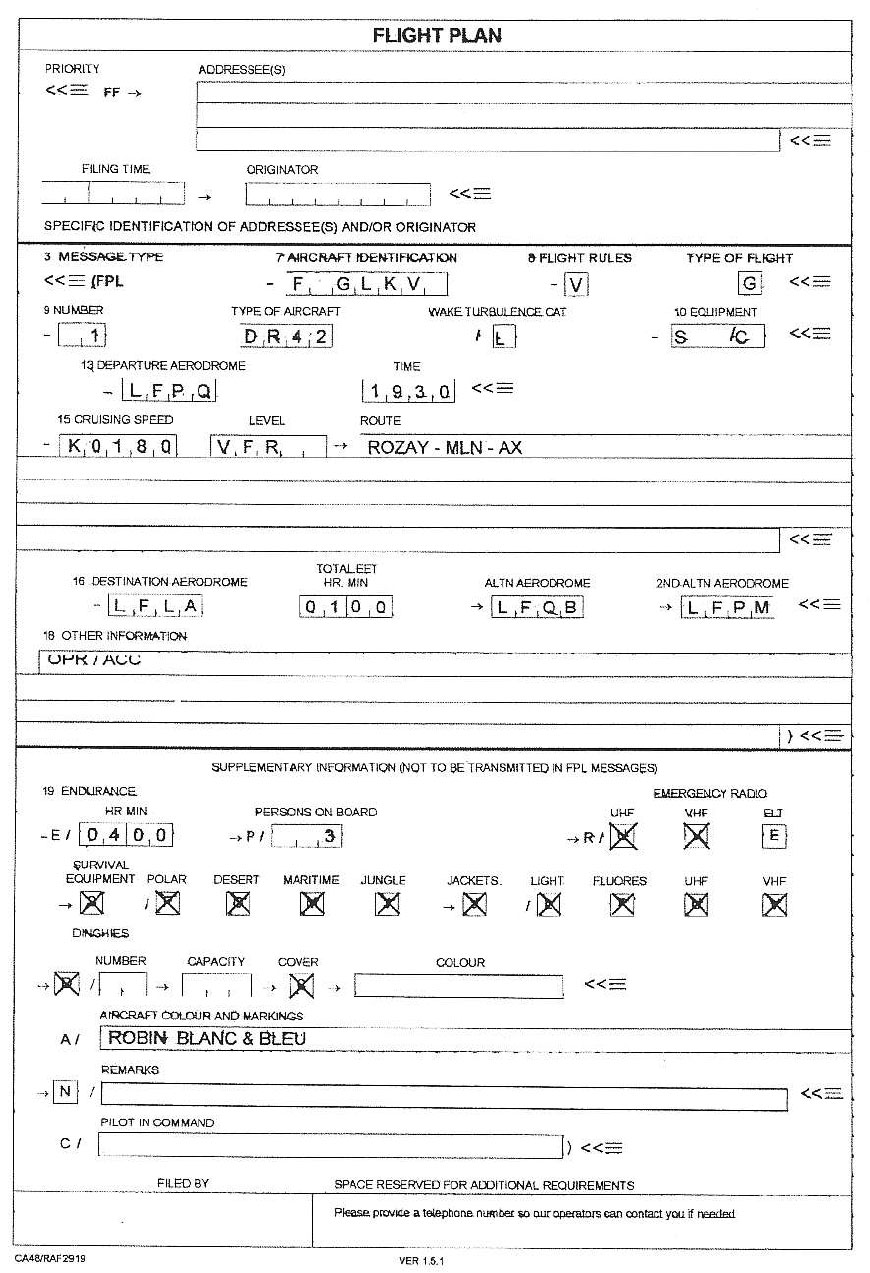 FLIGHT PLAN
PRIORITY ADDRESSEE(S)
<<≡ FF →
<<≡
FILING TIME ORIGINATOR
→ <<≡
SPECIFIC IDENTIFICATION OF ADDRESSEE(S) AND/OR ORIGINATOR
3 MESSAGE TYPE 7 AIRCRAFT IDENTIFICATION 8 FLIGHT RULES TYPE OF FLIGHT
<<≡ (FPL - F GLKV - V G <<≡
9 NUMBER TYPE OF AIRCRAFT WAKE TURBULENCE CAT 10 EQUIPMENT
- 1 DR42 / L - S /C <<≡
13 DEPARTURE AERODROME TIME
- LFPQ 1930 <<≡
15 CRUISING SPEED LEVEL ROUTE
- K0180 VFR → ROZAY - MLN - AX
<<≡
TOTAL EET
16 DESTINATION AERODROME HR. MIN ALTN AERODROME 2ND ALTN AERODROME
- LFLA 0100 → LFQB → LFPM <<≡
18 OTHER INFORMATION
OPR / ACC
) <<≡
SUPPLEMENTARY INFORMATION (NOT TO BE TRANSMITTED IN FPL MESSAGES)
19 ENDURANCE EMERGENCY RADIO
HR MIN PERSONS ON BOARD UHF VHF ELT
-E / 0400 → P / 3 → R / U V E
SURVIVAL
EQUIPMENT POLAR DESERT MARITIME JUNGLE JACKETS. LIGHT FLUORES UHF VHF
→ S / P D M J → J / L F U V
DINGHIES
NUMBER CAPACITY COVER COLOUR
→ D / → → C → <<≡
AIRCRAFT COLOUR AND MARKINGS
A / ROBIN BLANC & BLEU
REMARKS
→ N / <<≡
PILOT IN COMMAND
C / ) <<≡
FILED BY SPACE RESERVED FOR ADDITIONAL REQUIREMENTS
Please provide a telephone number so our operators can contact you if needed
CA48/RAF2919 VER 1.5.1